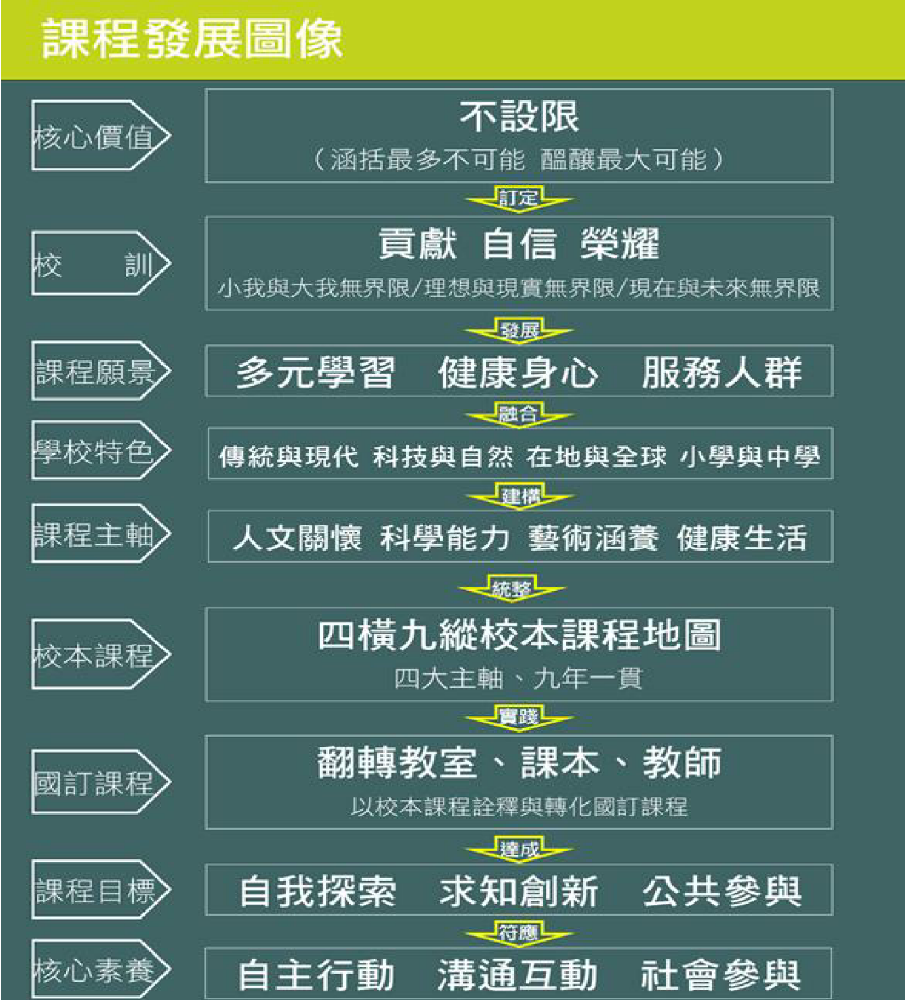 課程發展圖像
核心價值
不設限
（涵括最多不可能 醞釀最大可能）
訂定
校 訓
貢獻 自信 榮耀
小我與大我無界限/理想與現實無界限/現在與未來無界限
發展
課程願景
多元學習 健康身心 服務人群
融合
學校特色
傳統與現代 科技與自然 在地與全球 小學與中學
建構
課程主軸
人文關懷 科學能力 藝術涵養 健康生活
統整
校本課程
四橫九縱校本課程地圖
四大主軸、九年一貫
實踐
國訂課程
翻轉教室、課本、教師
以校本課程詮釋與轉化國訂課程
達成
課程目標
自我探索 求知創新 公共參與
符應
核心素養
自主行動 溝通互動 社會參與